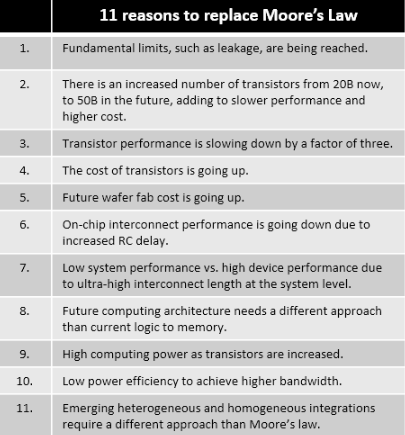 11 reasons to replace Moore's Law
1. Fundamental limits, such as leakage, are being reached.
2. There is an increased number of transistors from 20B now,
to 50B in the future, adding to slower performance and
higher cost.
3. Transistor performance is slowing down by a factor of three.
4. The cost of transistors is going up.
5. Future wafer fab cost is going up.
6. On-chip interconnect performance is going down due to
increased RC delay.
7. Low system performance vs. high device performance due
to ultra-high interconnect length at the system level.
8. Future computing architecture needs a different approach
than current logic to memory.
9. High computing power as transistors are increased.
10. Low power efficiency to achieve higher bandwidth.
11. Emerging heterogeneous and homogeneous integrations
require a different approach than Moore's law.